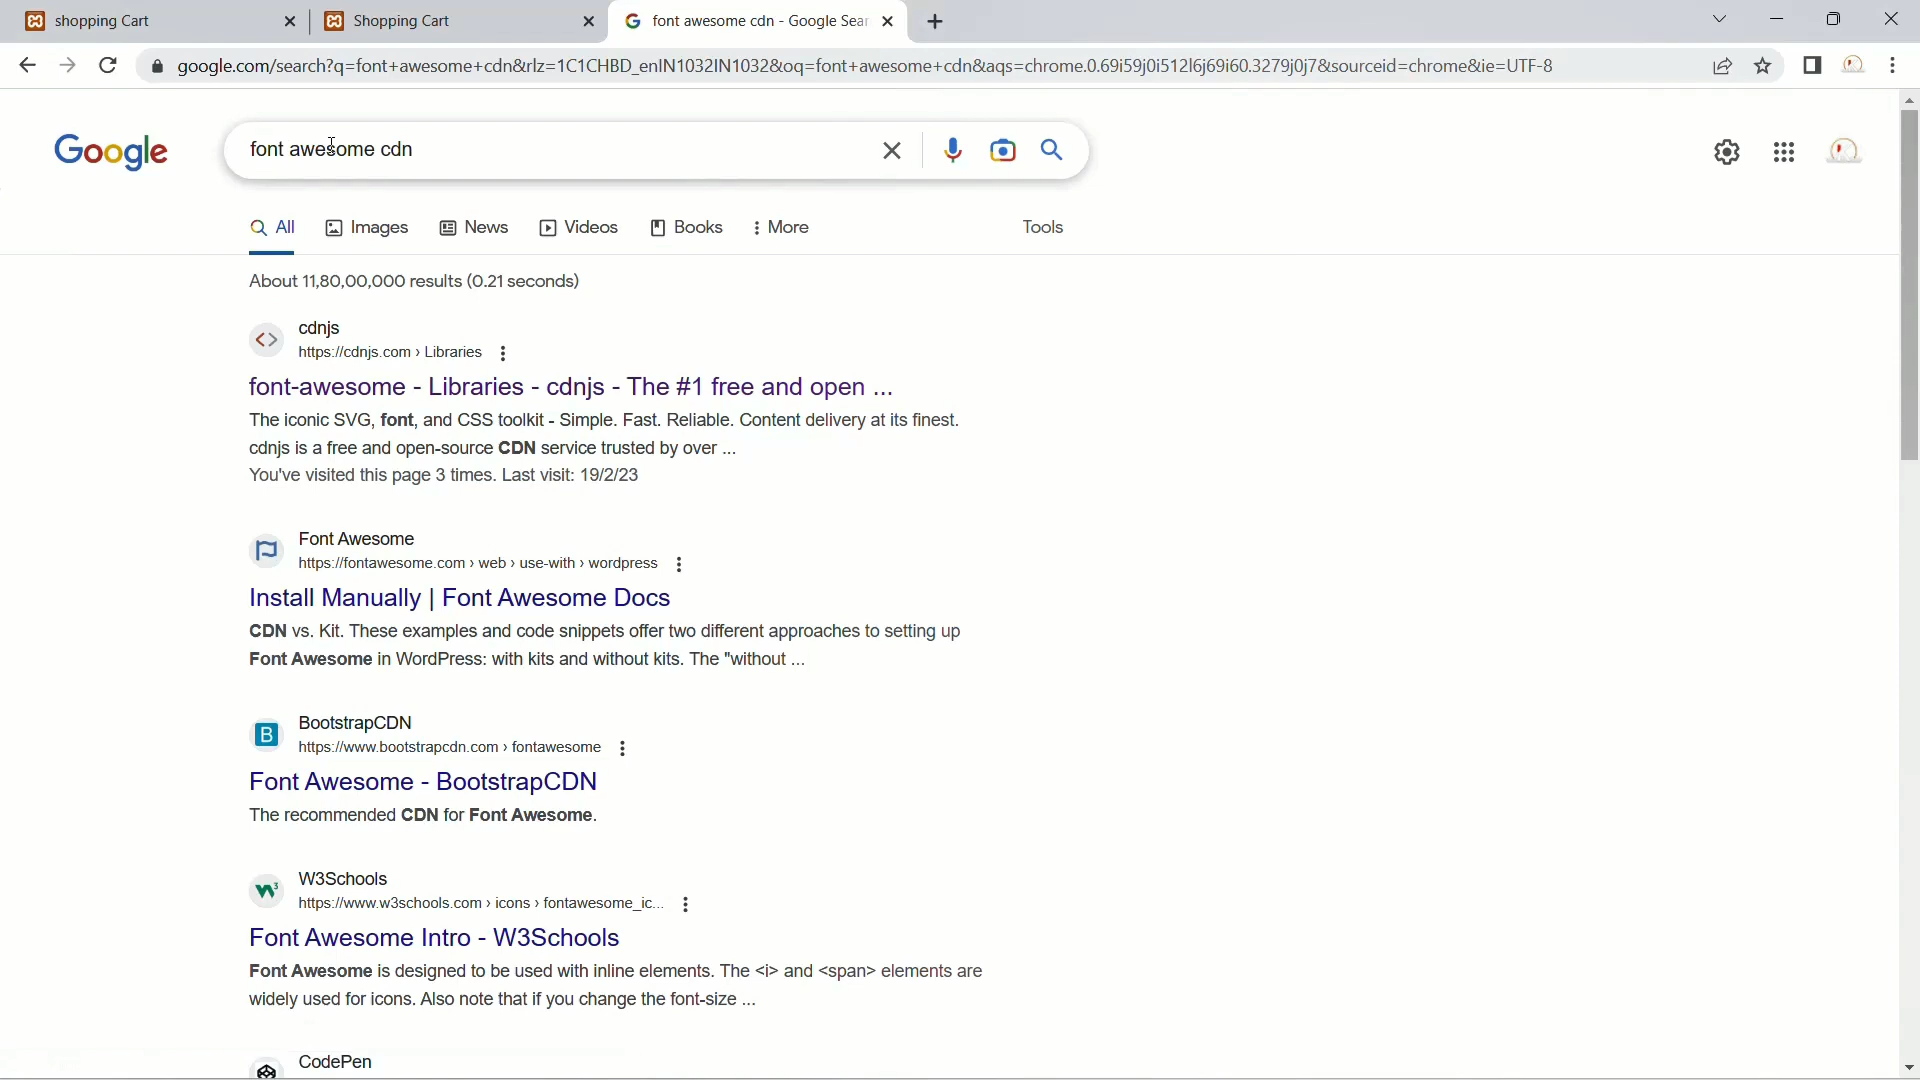 shopping Cart
Shopping Cart
font awesome cdn - Google Sear
google.com/search?q=font+awesome+cdn&rlz=1C1CHBD_enIN1032IN1032&oq=font+awesome+cdn&aqs=chrome.0.69i59j0i512l6j69i60.3279j0j7&sourceid=chrome&ie=UTF-8
Google
font awesome cdn
All
Images
News
Videos
Books
More
Tools
About 11,80,00,000 results (0.21 seconds)
cdnjs
https://cdnjs.com › Libraries
font-awesome - Libraries - cdnjs - The #1 free and open ...
The iconic SVG, font, and CSS toolkit - Simple. Fast. Reliable. Content delivery at its finest.
cdnjs is a free and open-source CDN service trusted by over ...
You've visited this page 3 times. Last visit: 19/2/23
Font Awesome
https://fontawesome.com › web › use-with › wordpress
Install Manually | Font Awesome Docs
CDN vs. Kit. These examples and code snippets offer two different approaches to setting up
Font Awesome in WordPress: with kits and without kits. The "without ...
B
BootstrapCDN
https://www.bootstrapcdn.com › fontawesome
Font Awesome - BootstrapCDN
The recommended CDN for Font Awesome.
W3Schools
https://www.w3schools.com › icons › fontawesome_ic...
Font Awesome Intro - W3Schools
Font Awesome is designed to be used with inline elements. The <i> and <span> elements are
widely used for icons. Also note that if you change the font-size ...
CodePen